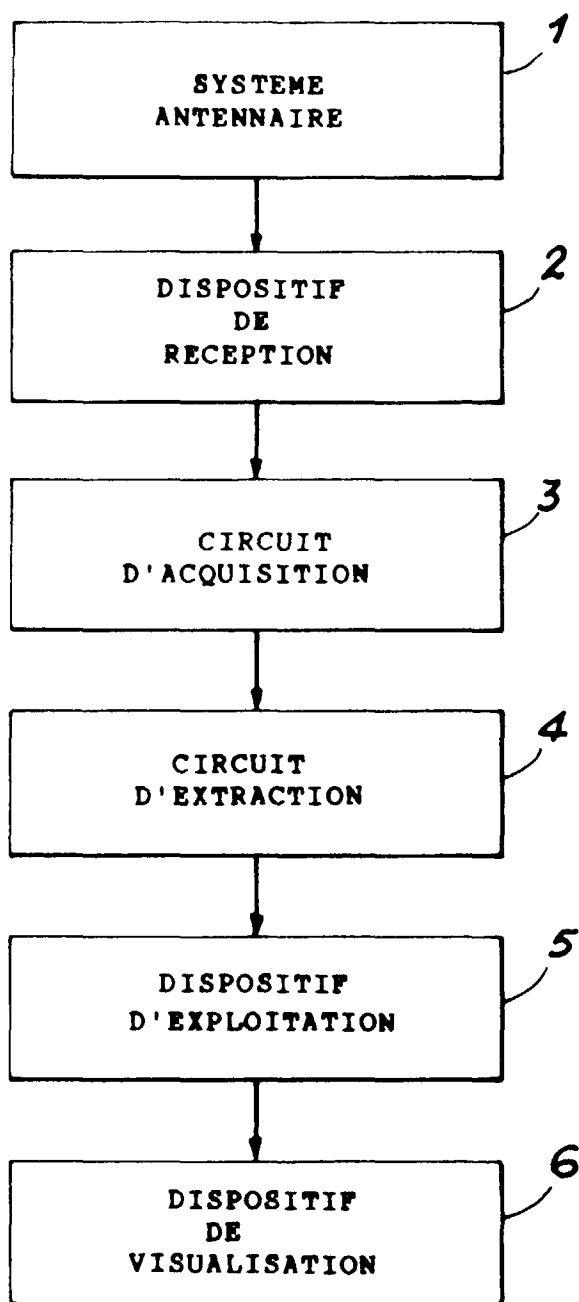 1
SYSTEME
ANTENNAIRE
2
DISPOSITIF
DE
RECEPTION
3
CIRCUIT
D'ACQUISITION
4
CIRCUIT
D'EXTRACTION
5
DISPOSITIF
D'EXPLOITATION
6
DISPOSITIF
DE
VISUALISATION